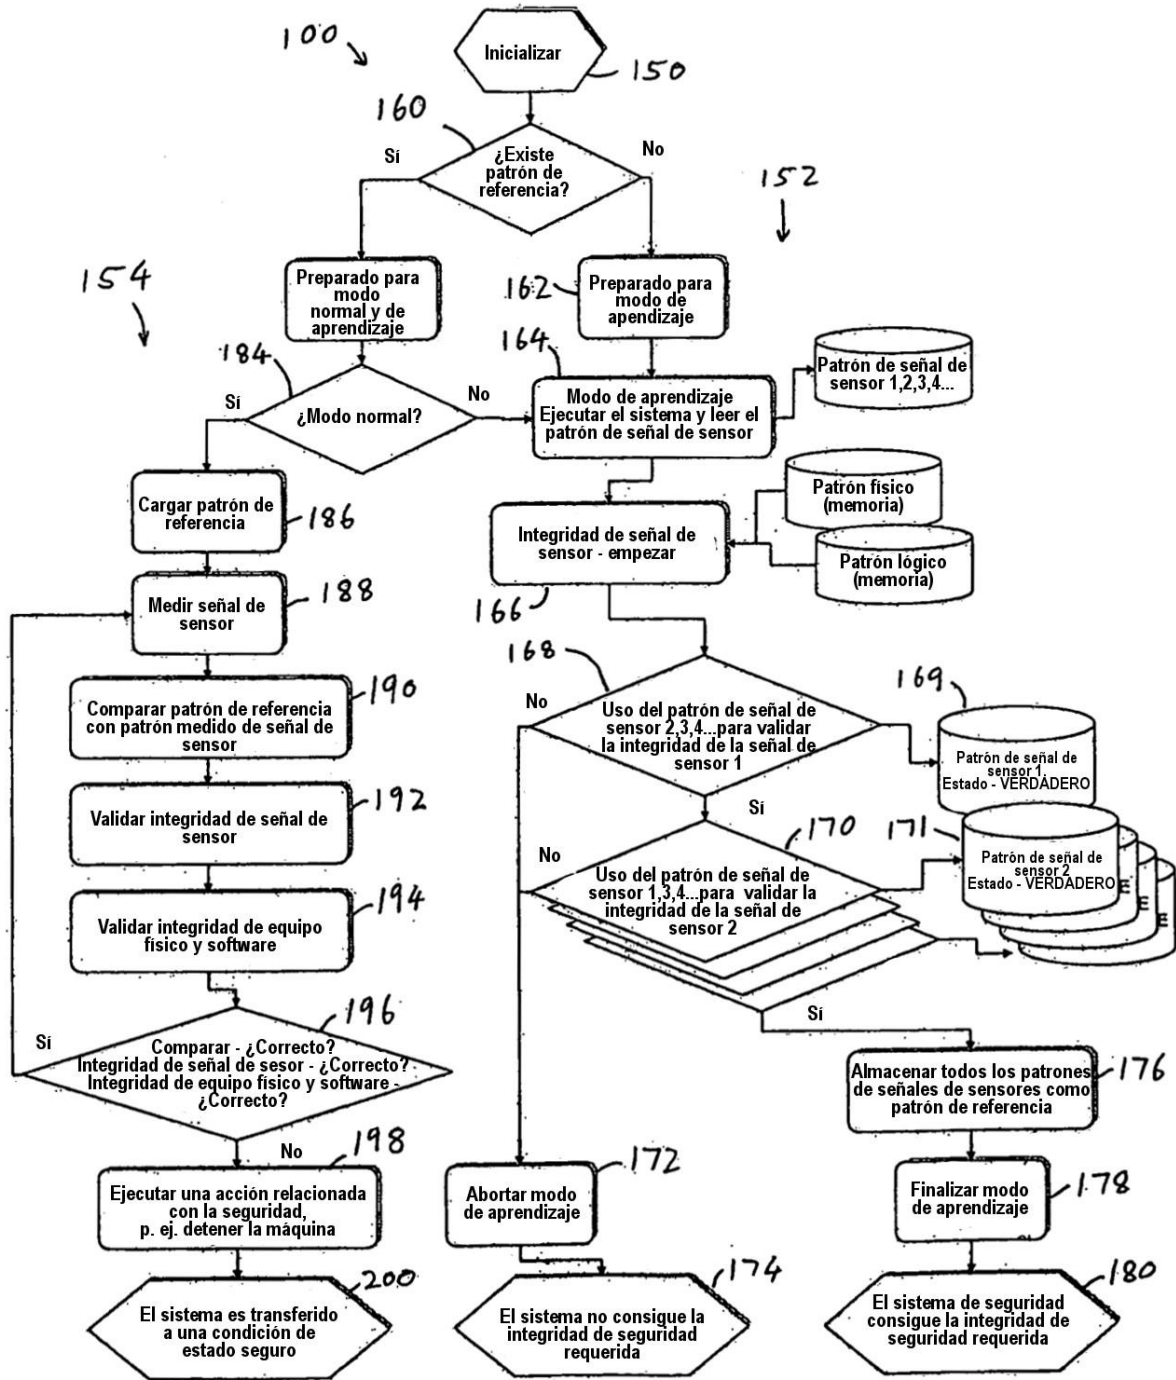 100
Inicializar
150
160
¿Existe
patrón de
referencia?
Sí
No
152
154
Preparado para
modo
normal y de
aprendizaje
162
Preparado para
modo de
apendizaje
184
¿Modo normal?
Sí
No
164
Modo de aprendizaje
Ejecutar el sistema y leer el
patrón de señal de sensor
Patrón de señal de
sensor 1,2,3,4...
Cargar patrón de
referencia
186
Integridad de señal de
sensor - empezar
166
Patrón físico
(memoria)
Patrón lógico
(memoria)
Medir señal de
sensor
188
168
No
Uso del patrón de señal de
sensor 2,3,4...para validar
la integridad de la señal de
sensor 1
Sí
169
Patrón de señal de
sensor 1
Estado - VERDADERO
Comparar patrón de referencia
con patrón medido de señal de
sensor
190
Validar integridad de señal de
sensor
192
170
No
Uso del patrón de señal de
sensor 1,3,4...para validar la
integridad de la señal de
sensor 2
Sí
171
Patrón de señal de
sensor 2
Estado - VERDADERO
E
E
E
Validar integridad de equipo
físico y software
194
196
Sí
Comparar - ¿Correcto?
Integridad de señal de sesor - ¿Correcto?
Integridad de equipo físico y software -
¿Correcto?
No
Almacenar todos los patrones
de señales de sensores como
patrón de referencia
176
198
Ejecutar una acción relacionada
con la seguridad,
p. ej. detener la máquina
172
Abortar modo
de aprendizaje
Finalizar modo
de aprendizaje
178
200
El sistema es transferido
a una condición de
estado seguro
174
El sistema no consigue la
integridad de seguridad
requerida
180
El sistema de seguridad
consigue la integridad de
seguridad requerida